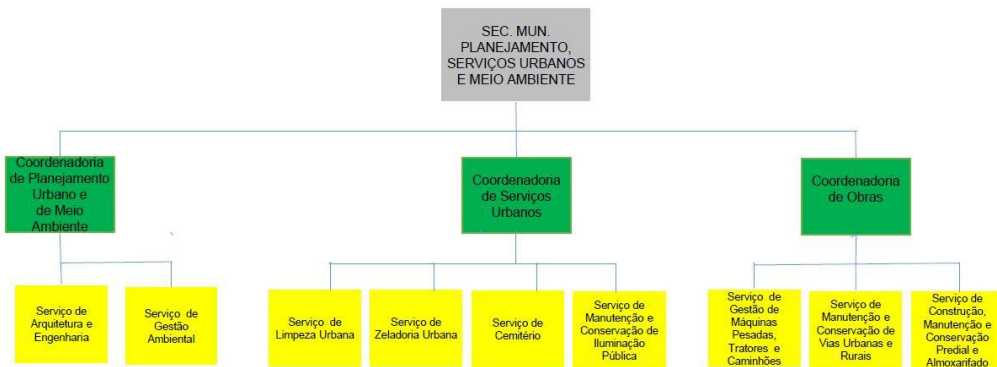 SEC. MUN.
PLANEJAMENTO,
SERVIÇOS URBANOS
E MEIO AMBIENTE
Coordenadoria
de Planejamento
Urbano e
de Meio
Ambiente
Coordenadoria
de Serviços
Urbanos
Coordenadoria
de Obras
Serviço de
Arquitetura e
Engenharia
Serviço de
Gestão
Ambiental
Serviço de
Limpeza Urbana
Serviço de
Zeladoria Urbana
Serviço de
Cemitério
Serviço de
Manutenção e
Conservação de
Iluminação
Pública
Serviço de
Gestão de
Máquinas
Pesadas,
Tratores e
Caminhões
Serviço de
Manutenção e
Conservação de
Vias Urbanas e
Rurais
Serviço de
Construção,
Manutenção e
Conservação
Predial e
Almoxarifado